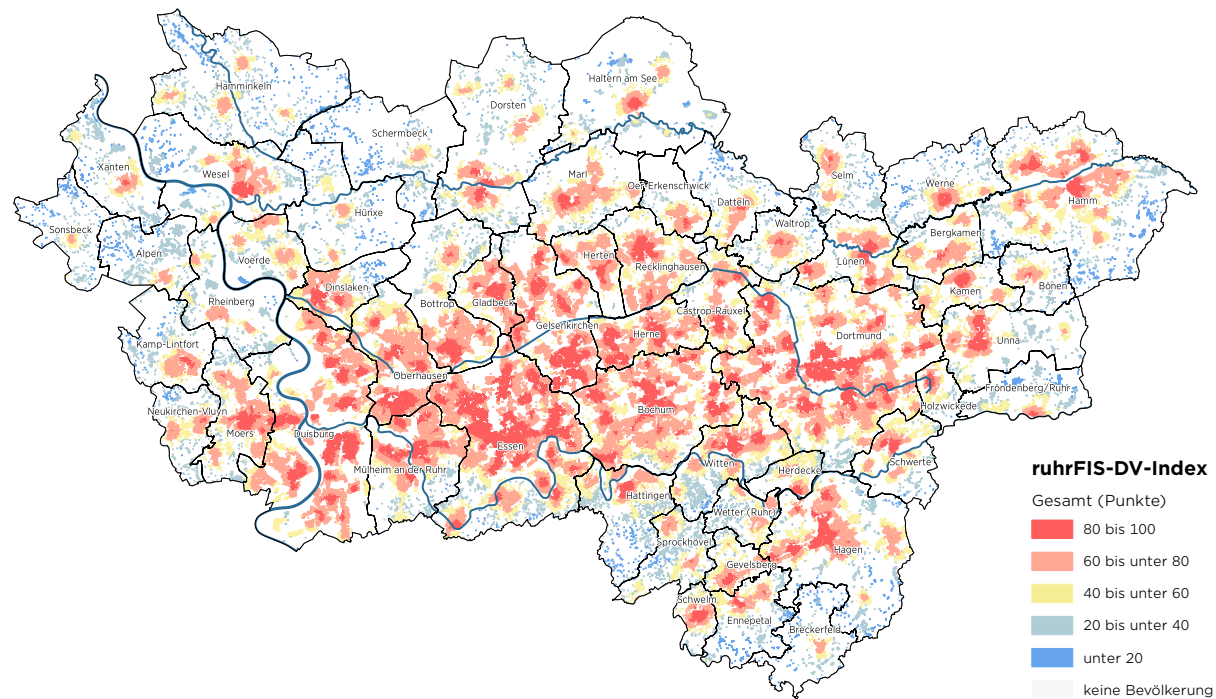 Hamminkeln
Haltern am See
Dorsten
Schermbeck
Xanten
Wesel
Marl
Oer-Erkenschwick
Selm
Werne
Datteln
Hamm
Hünxe
Waltrop
Bergkamen
Sonsbeck
Alpen
Voerde
Herten
Recklinghausen
Lünen
Dinslaken
Bönen
Kamen
Rheinberg
Bottrop
Gladbeck
Castrop-Rauxel
Gelsenkirchen
Herne
Dortmund
Unna
Kamp-Lintfort
Oberhausen
Fröndenberg/Ruhr
Neukirchen-Vluyn
Bochum
Holzwickede
Moers
Duisburg
Essen
Mülheim an der Ruhr
Witten
Herdecke
Schwerte
Hattingen
Wetter (Ruhr)
Sprockhövel
Hagen
Gevelsberg
Schwelm
Ennepetal
Breckerfeld
ruhrFIS-DV-Index
Gesamt (Punkte)
80 bis 100
60 bis unter 80
40 bis unter 60
20 bis unter 40
unter 20
keine Bevölkerung